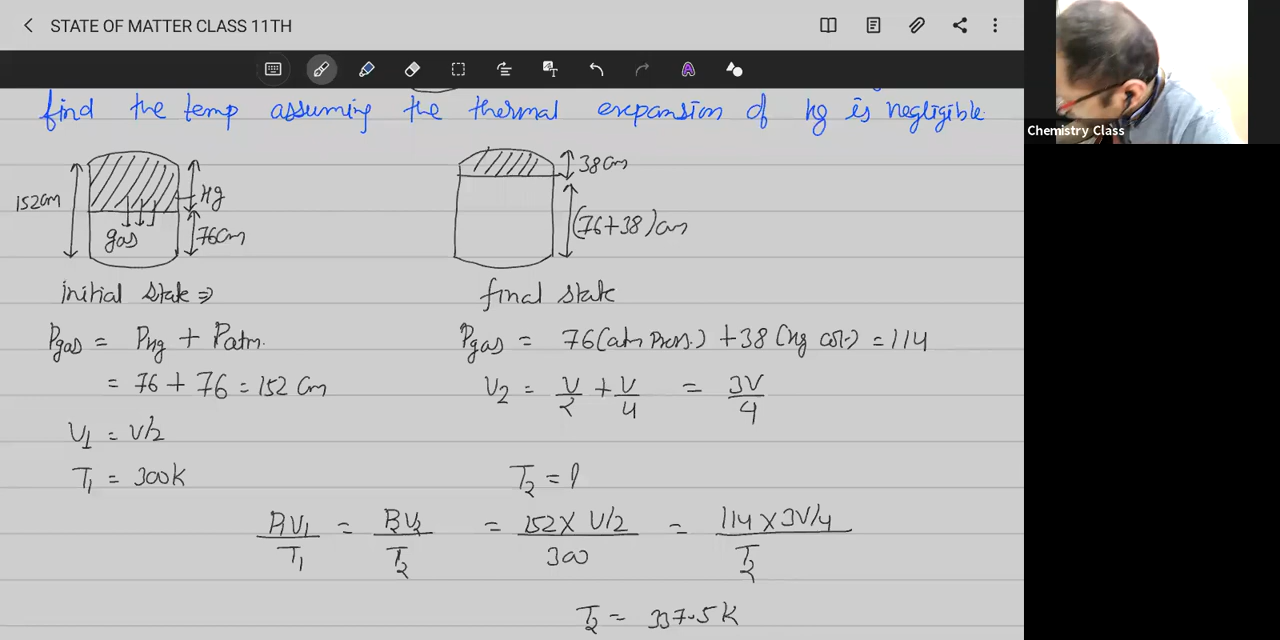 STATE OF MATTER CLASS 11TH
find the temp assuming the thermal expansion of hg is negligible.
Chemistry Class
152cm
Hg
gas
76cm
38cm
(76+38)cm
initial state ⇒
final state
Pgas = PHg + Patm.
Pgas = 76(atm Press.) + 38 (Hg col.) = 114
= 76 + 76 = 152 cm
V2 = V/2 + V/4 = 3V/4
V1 = V/2
T1 = 300K
T2 = ?
P1V1/T1 = P2V2/T2 = 152 × V/2 / 300 = 114 × 3V/4 / T2
T2 = 337.5 K